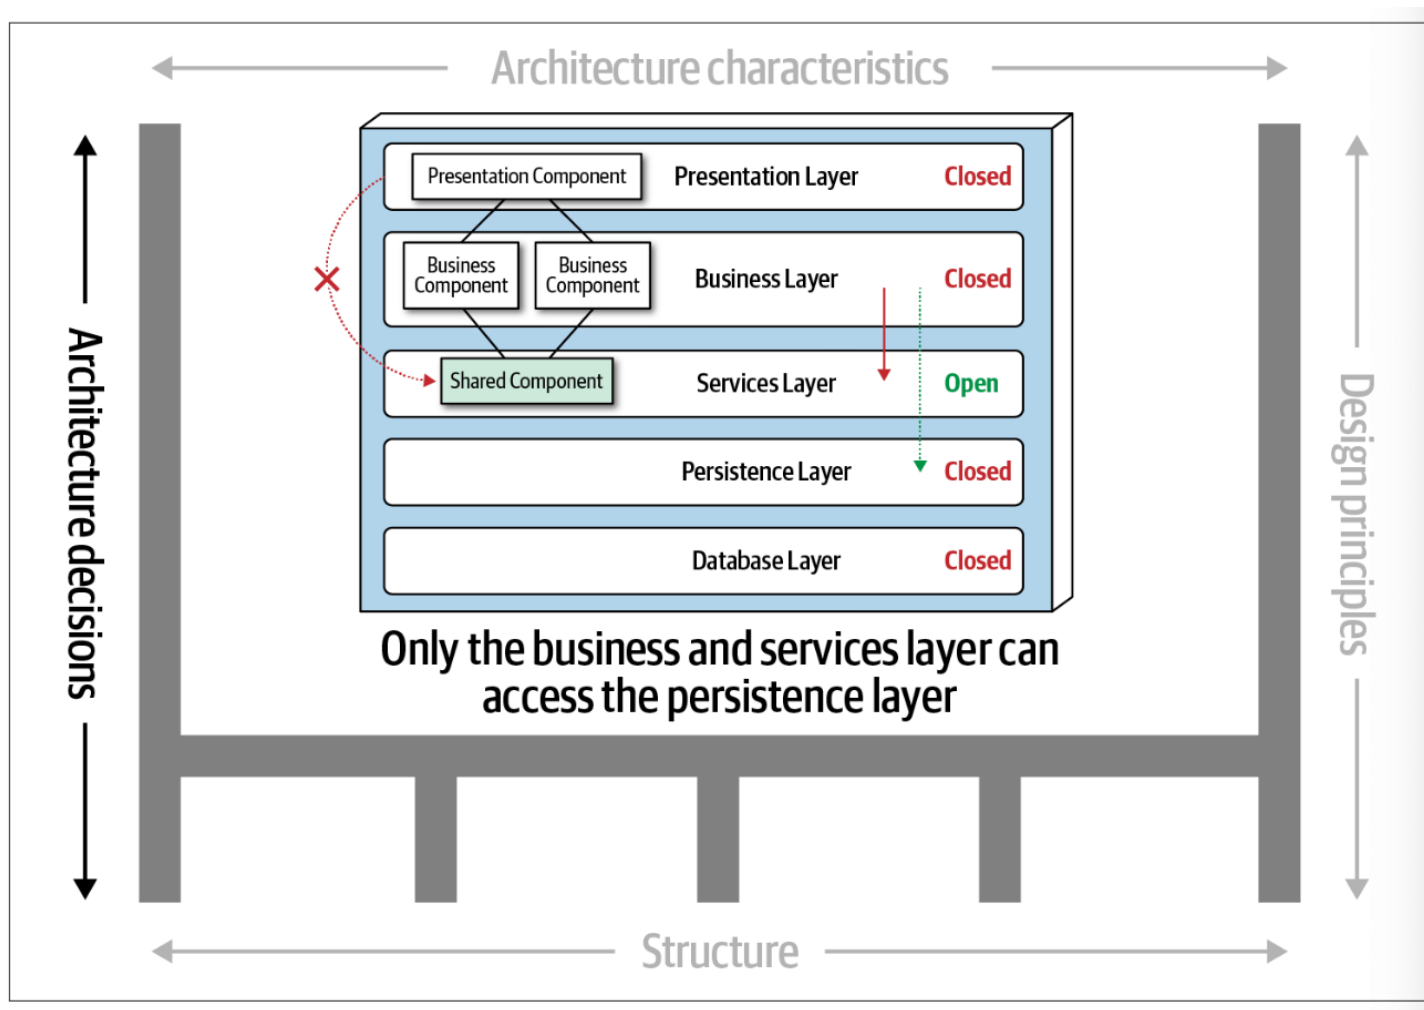 Architecture characteristics
Architecture decisions
Presentation Component
Presentation Layer
Closed
Business
Component
Business
Component
Business Layer
Closed
Shared Component
Services Layer
Open
Persistence Layer
Closed
Database Layer
Closed
Only the business and services layer can
access the persistence layer
Design principles
Structure